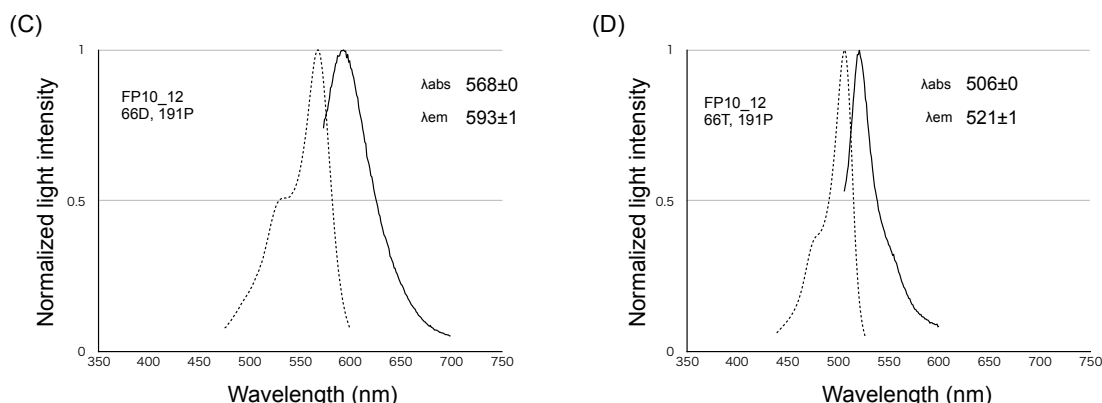 (C)
Normalized light intensity
1
0.5
0
FP10_12
66D, 191P
λabs 568±0
λem 593±1
350 400 450 500 550 600 650 700 750
Wavelength (nm)
(D)
Normalized light intensity
1
0.5
0
FP10_12
66T, 191P
λabs 506±0
λem 521±1
350 400 450 500 550 600 650 700 750
Wavelength (nm)